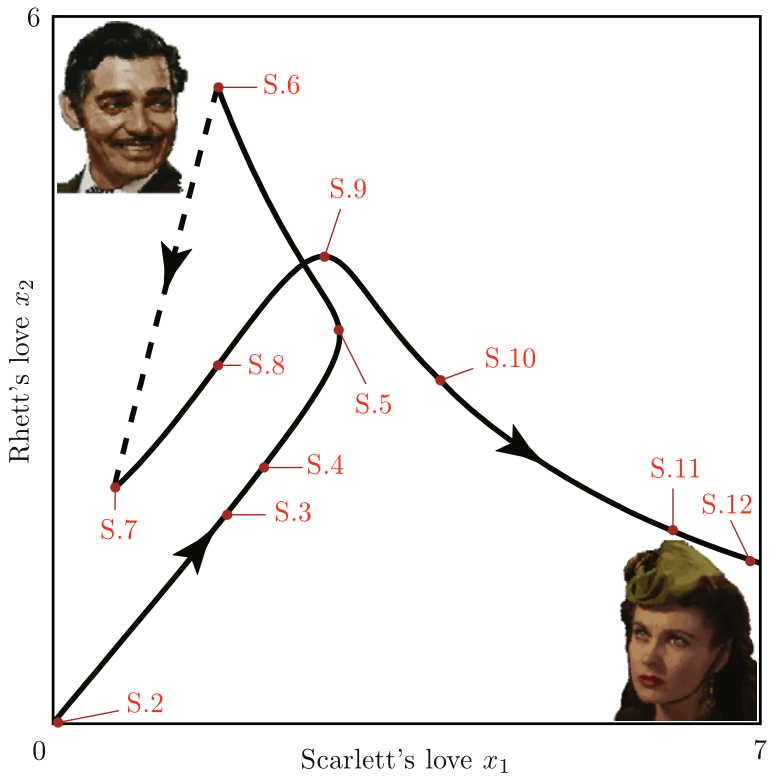 6
S.6
S.9
S.8
S.10
S.5
S.4
S.11
S.12
S.7
S.3
S.2
0
7
Scarlett's love x₁
Rhett's love x₂